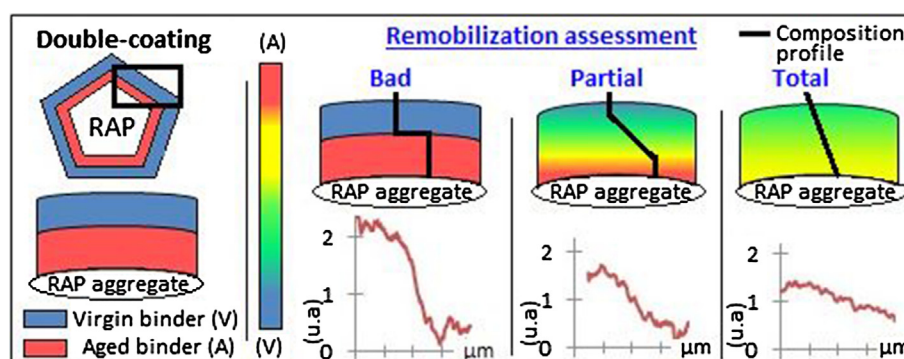 Double-coating
RAP
RAP aggregate
Virgin binder (V)
Aged binder (A)
(A)
(V)
Remobilization assessment
Composition
profile
Bad
Partial
Total
RAP aggregate
RAP aggregate
RAP aggregate
2
1
0
(u.a)
µm
2
1
0
(u.a)
µm
2
1
0
(u.a)
µm